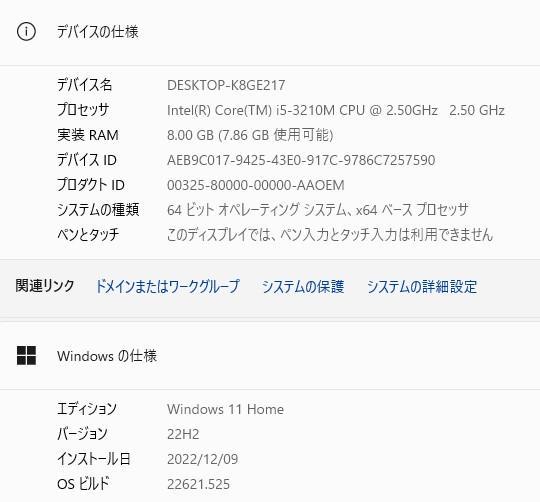 デバイスの仕様
デバイス名 DESKTOP-K8GE217
プロセッサ Intel(R) Core(TM) i5-3210M CPU @ 2.50GHz 2.50 GHz
実装 RAM 8.00 GB (7.86 GB 使用可能)
デバイス ID AEB9C017-9425-43E0-917C-9786C7257590
プロダクト ID 00325-80000-00000-AAOEM
システムの種類 64 ビット オペレーティング システム、x64 ベース プロセッサ
ペンとタッチ このディスプレイでは、ペン入力とタッチ入力は利用できません
関連リンク ドメインまたはワークグループ システムの保護 システムの詳細設定
Windows の仕様
エディション Windows 11 Home
バージョン 22H2
インストール日 2022/12/09
OS ビルド 22621.525